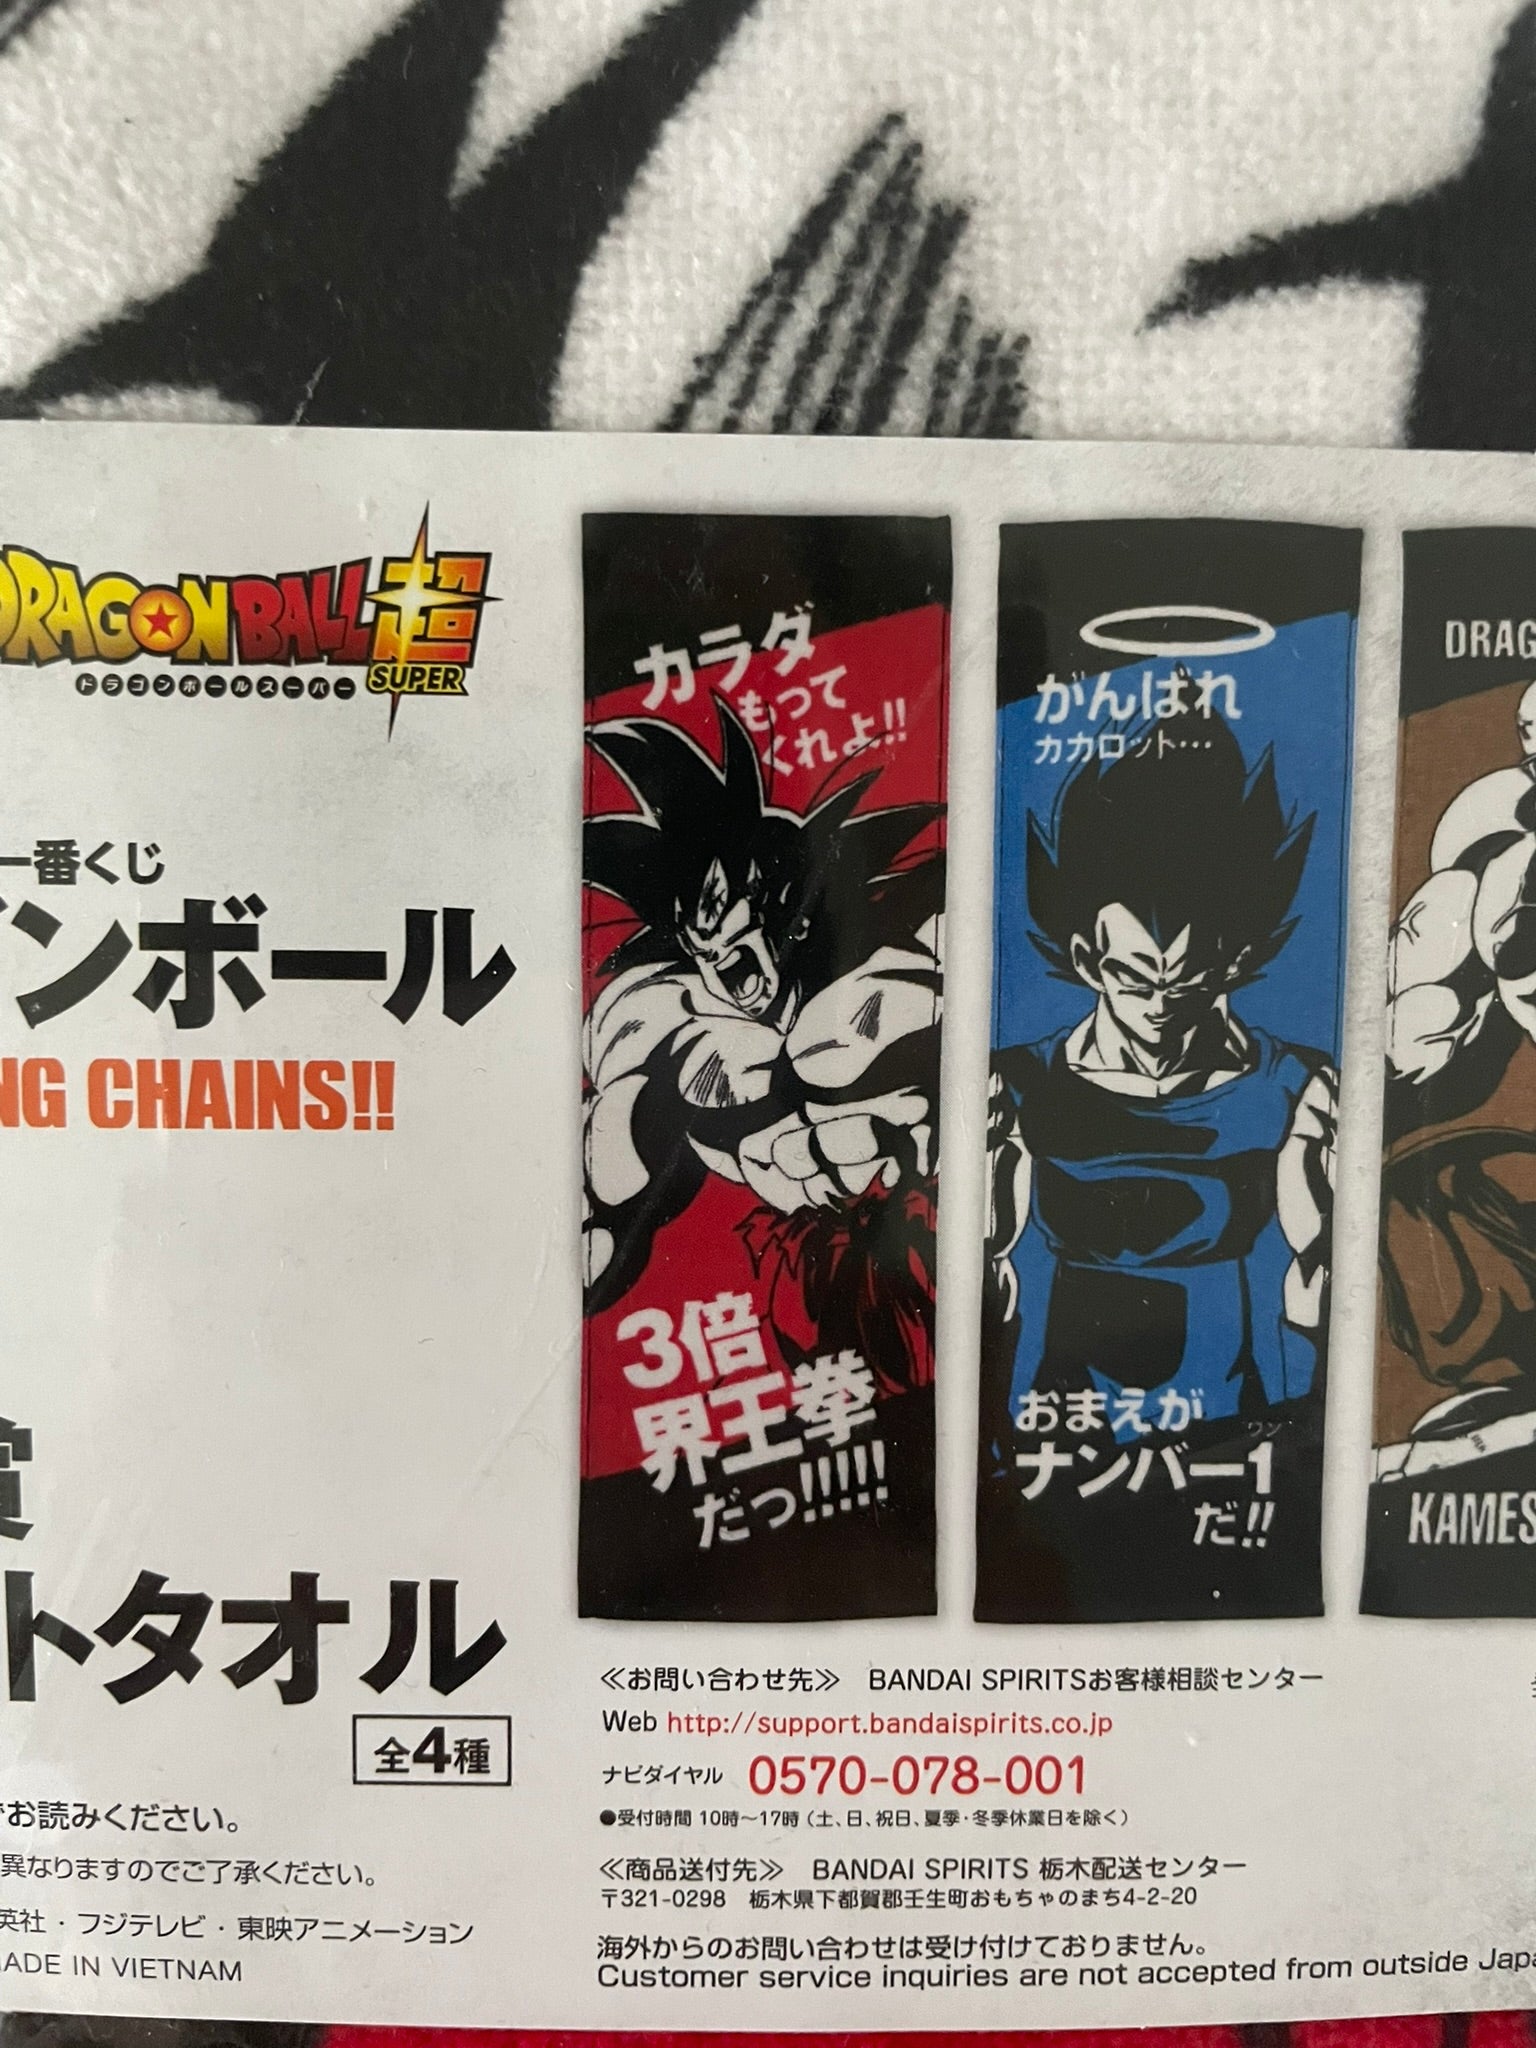 DRAGON BALL超
SUPER
ドラゴンボールスーパー
一番くじ
ンボール
NG CHAINS!!
賞
トタオル
全4種
お読みください。
異なりますのでご了承ください。
英社・フジテレビ・東映アニメーション
MADE IN VIETNAM
カラダ
もって
くれよ!!
3倍
界王拳
だっ!!!!!
がんばれ
カカロット…
おまえが
ナンバー1
ワン
だ!!
DRAG
KAMES
≪お問い合わせ先≫ BANDAI SPIRITSお客様相談センター
Web http://support.bandaispirits.co.jp
ナビダイヤル 0570-078-001
●受付時間 10時～17時（土、日、祝日、夏季・冬季休業日を除く）
≪商品送付先≫ BANDAI SPIRITS 栃木配送センター
〒321-0298 栃木県下都賀郡壬生町おもちゃのまち4-2-20
海外からのお問い合わせは受け付けておりません。
Customer service inquiries are not accepted from outside Japa